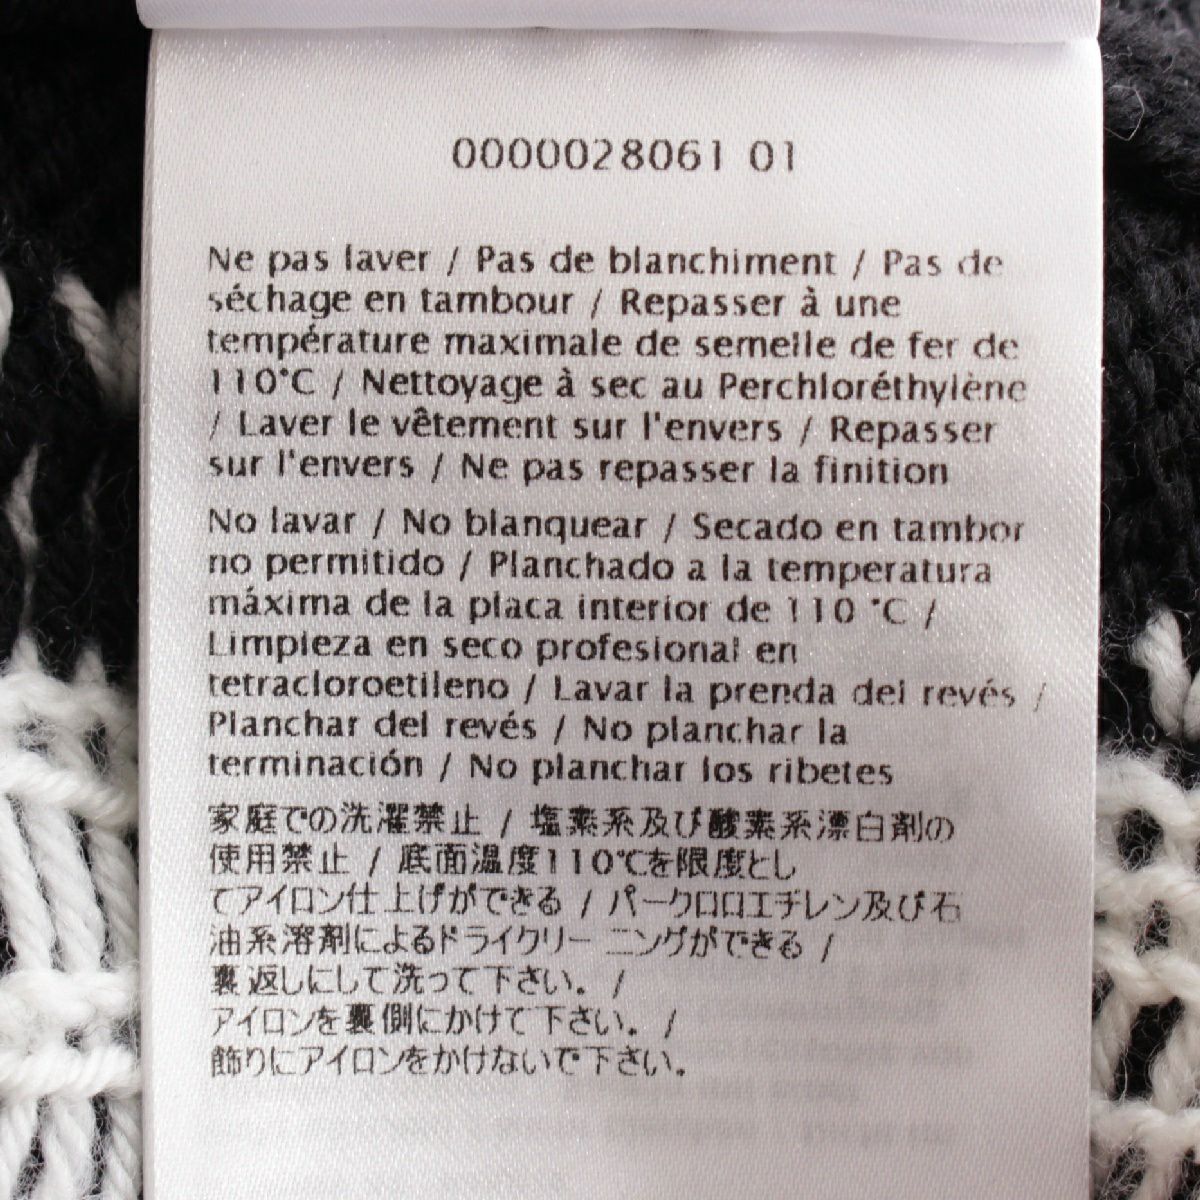 0000028061 01
Ne pas laver / Pas de blanchiment / Pas de
séchage en tambour / Repasser à une
température maximale de semelle de fer de
110°C / Nettoyage à sec au Perchloréthylène
/ Laver le vêtement sur l'envers / Repasser
sur l'envers / Ne pas repasser la finition
No lavar / No blanquear / Secado en tambor
no permitido / Planchado a la temperatura
máxima de la placa interior de 110 °C /
Limpieza en seco profesional en
tetracloroetileno / Lavar la prenda del revés /
Planchar del revés / No planchar la
terminación / No planchar los ribetes
家庭での洗濯禁止 / 塩素系及び酸素系漂白剤の
使用禁止 / 底面温度110℃を限度とし
てアイロン仕上げができる / パークロロエチレン及び石
油系溶剤によるドライクリー ニングができる /
裏返しにして洗って下さい。 /
アイロンを裏側にかけて下さい。 /
飾りにアイロンをかけないで下さい。